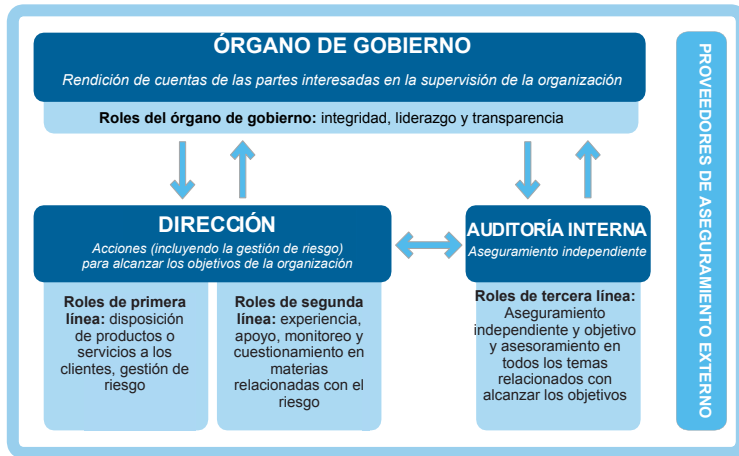 ÓRGANO DE GOBIERNO
Rendición de cuentas de las partes interesadas en la supervisión de la organización
Roles del órgano de gobierno: integridad, liderazgo y transparencia
DIRECCIÓN
Acciones (incluyendo la gestión de riesgo)
para alcanzar los objetivos de la organización
Roles de primera
línea: disposición
de productos o
servicios a los
clientes, gestión de
riesgo
Roles de segunda
línea: experiencia,
apoyo, monitoreo y
cuestionamiento en
materias
relacionadas con el
riesgo
AUDITORÍA INTERNA
Aseguramiento independiente
Roles de tercera línea:
Aseguramiento
independiente y objetivo
y asesoramiento en
todos los temas
relacionados con
alcanzar los objetivos
PROVEEDORES DE ASEGURAMIENTO EXTERNO